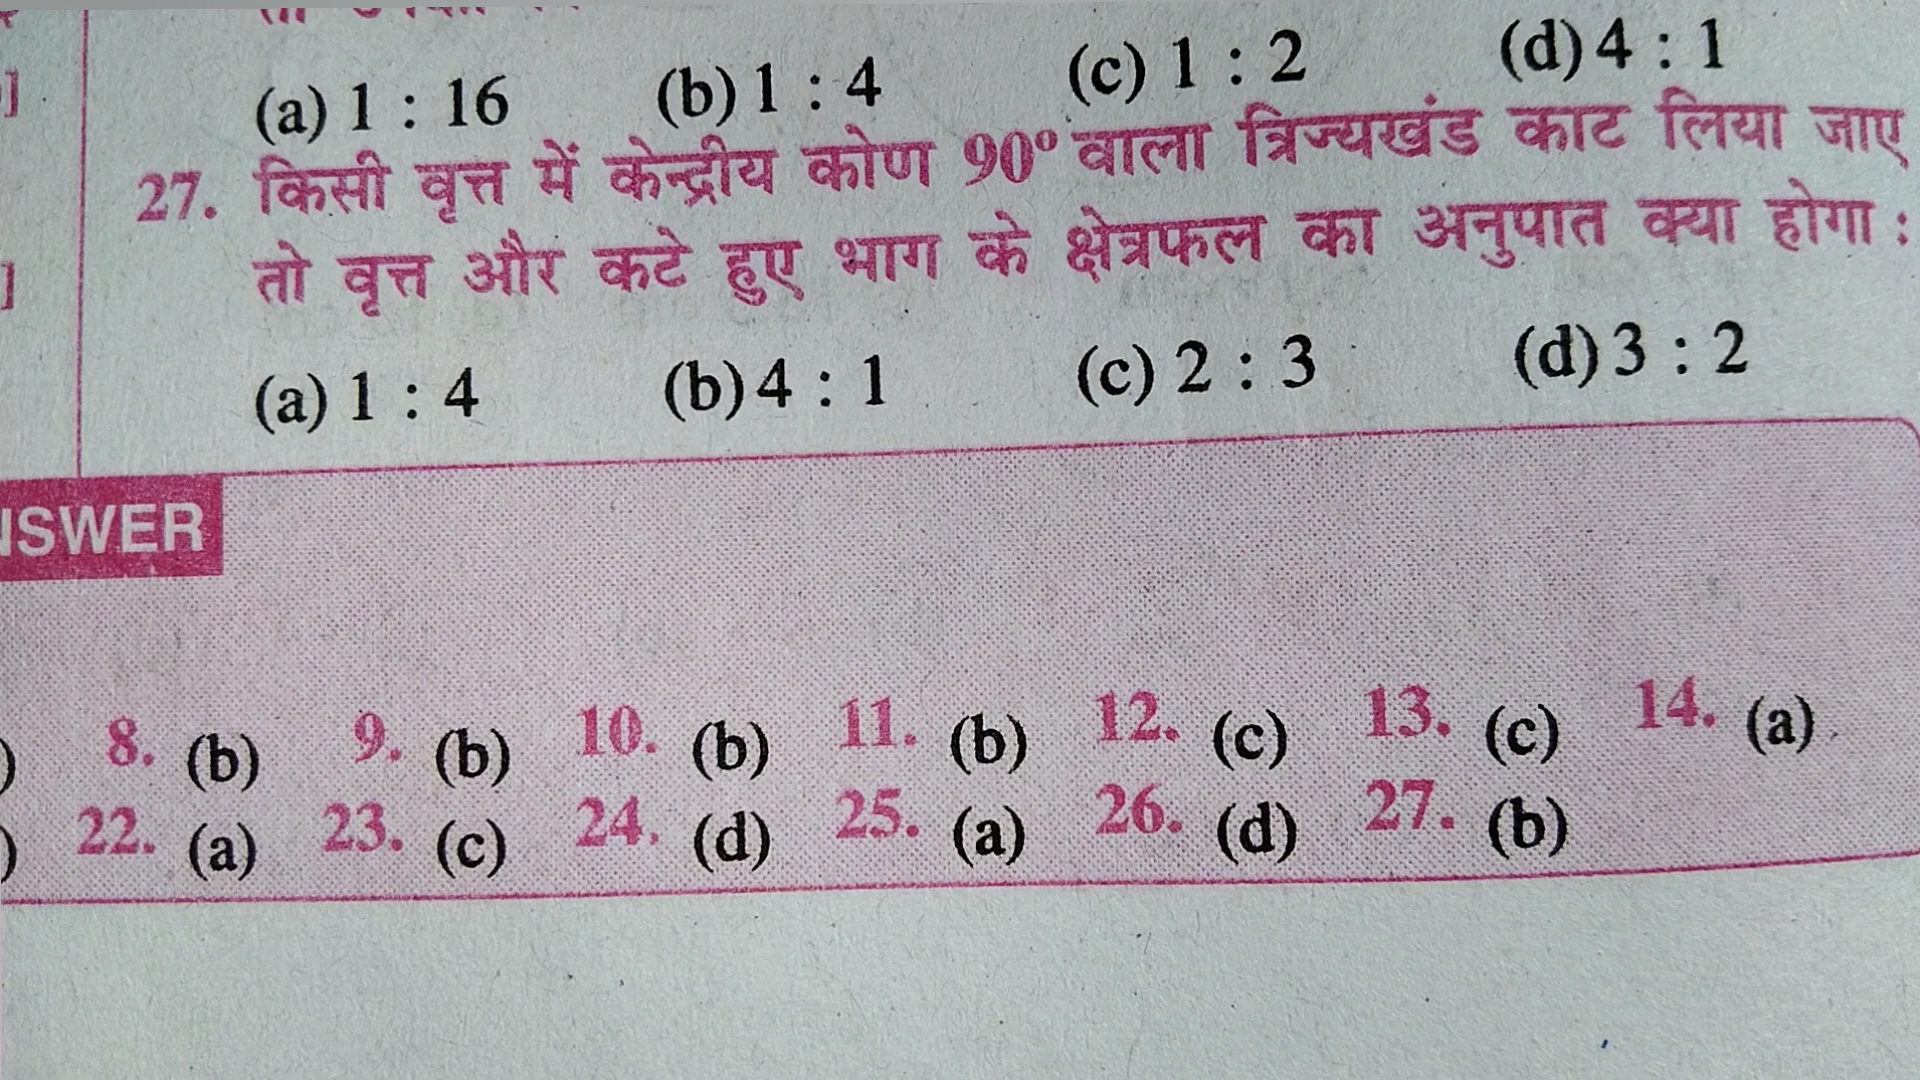 (a) 1 : 16 (b) 1 : 4 (c) 1 : 2 (d) 4 : 1
27. किसी वृत्त में केन्द्रीय कोण 90° वाला त्रिज्यखंड काट लिया जाए
तो वृत्त और कटे हुए भाग के क्षेत्रफल का अनुपात क्या होगा :
(a) 1 : 4 (b) 4 : 1 (c) 2 : 3 (d) 3 : 2
NSWER
8. (b) 9. (b) 10. (b) 11. (b) 12. (c) 13. (c) 14. (a)
22. (a) 23. (c) 24. (d) 25. (a) 26. (d) 27. (b)